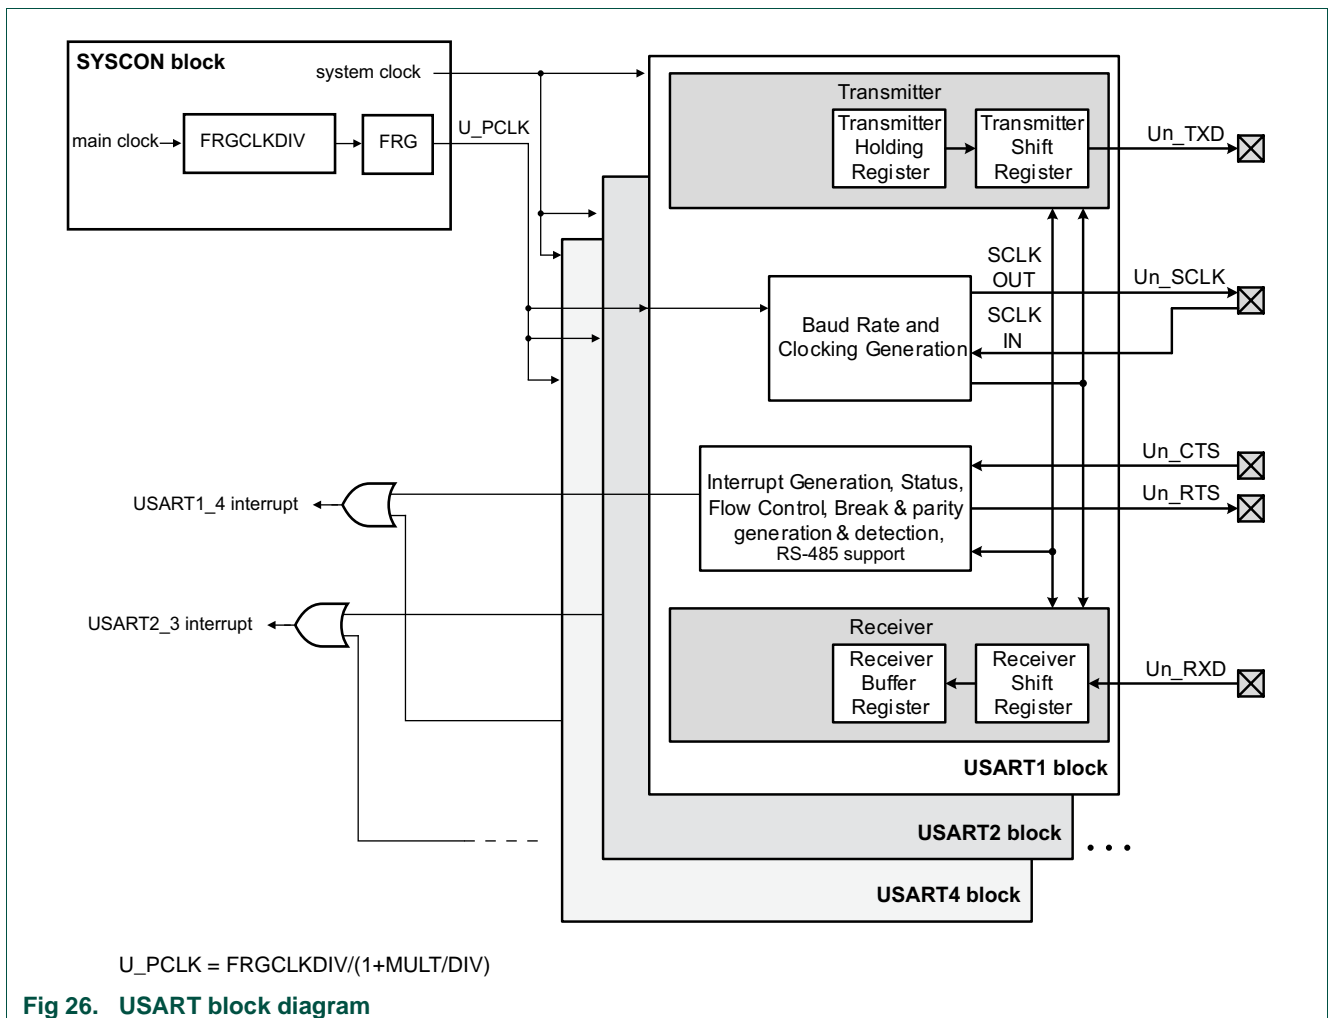 SYSCON block
system clock
main clock
FRGCLKDIV
FRG
U_PCLK
Transmitter
Transmitter
Holding
Register
Transmitter
Shift
Register
Un_TXD
SCLK
OUT
Un_SCLK
SCLK
IN
Baud Rate and
Clocking Generation
Un_CTS
Interrupt Generation, Status,
Flow Control, Break & parity
generation & detection,
RS-485 support
Un_RTS
USART1_4 interrupt
USART2_3 interrupt
Receiver
Receiver
Buffer
Register
Receiver
Shift
Register
Un_RXD
USART1 block
USART2 block
• • •
USART4 block
U_PCLK = FRGCLKDIV/(1+MULT/DIV)
Fig 26. USART block diagram